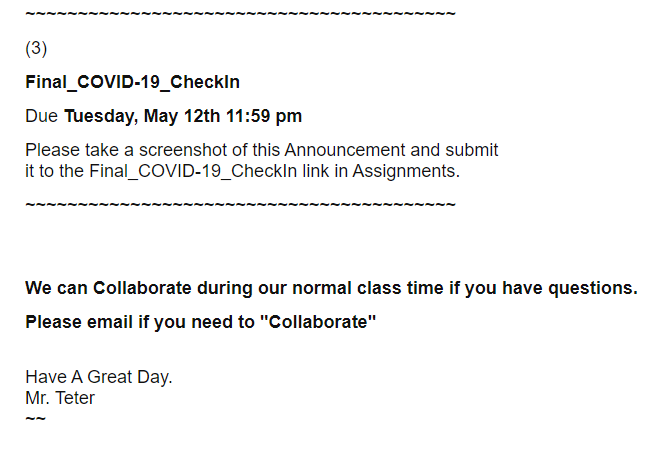 ~~~~~~~~~~~~~~~~~~~~~~~~~~~~~~~~~~~~~~~~~
(3)
Final_COVID-19_CheckIn
Due Tuesday, May 12th 11:59 pm
Please take a screenshot of this Announcement and submit
it to the Final_COVID-19_CheckIn link in Assignments.
~~~~~~~~~~~~~~~~~~~~~~~~~~~~~~~~~~~~~~~~~
We can Collaborate during our normal class time if you have questions.
Please email if you need to "Collaborate"
Have A Great Day.
Mr. Teter
~~